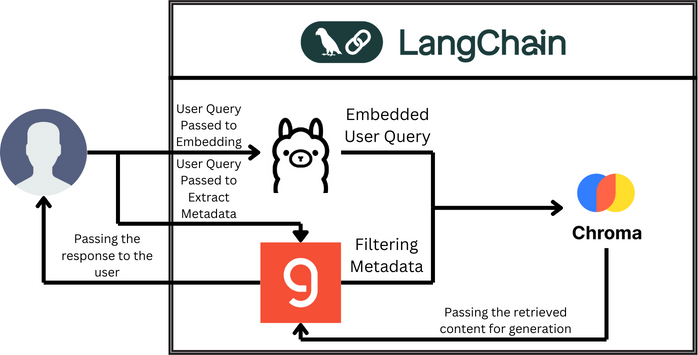 LangChain
User Query
Passed to
Embedding
User Query
Passed to
Extract
Metadata
Embedded
User Query
Filtering
Metadata
Chroma
Passing the
response to the
user
g
Passing the retrieved
content for generation